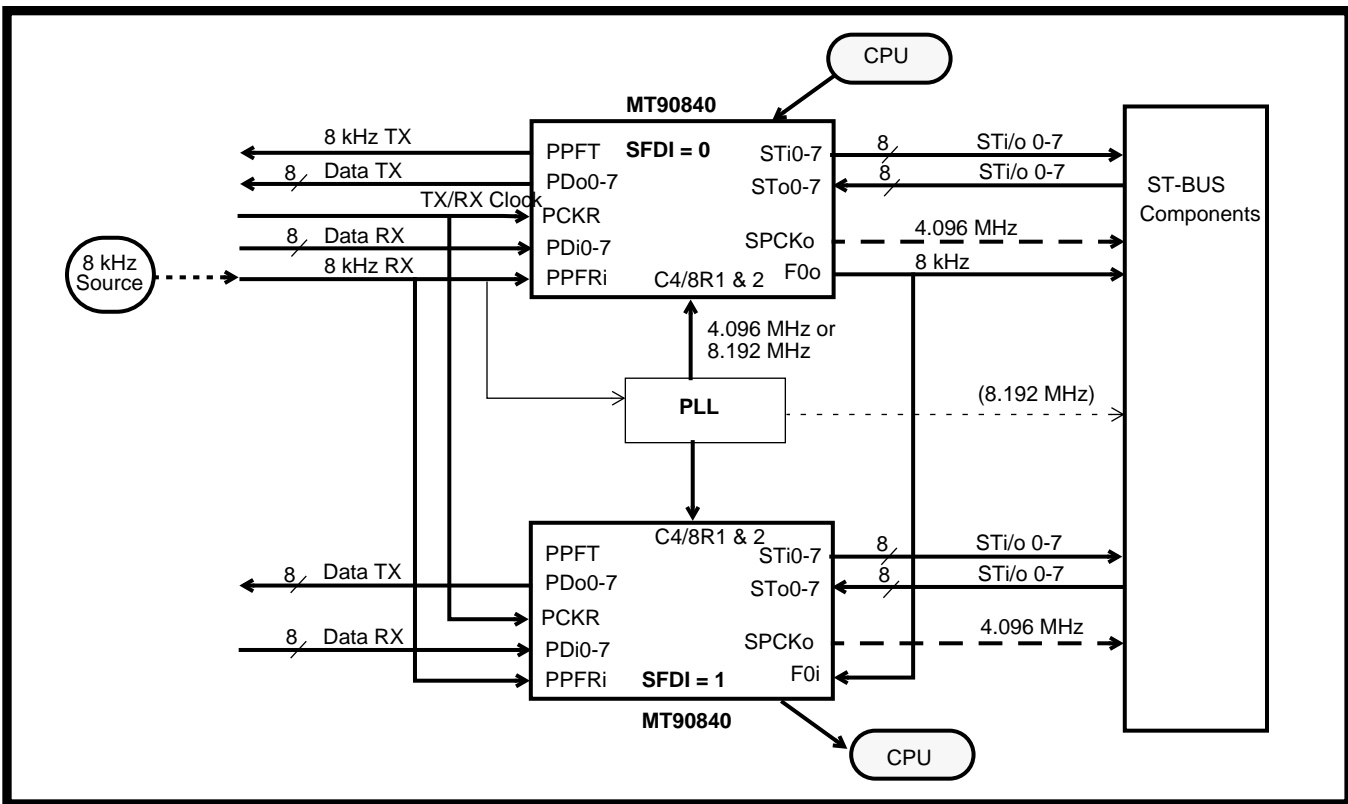 CPU
MT90840
8 kHz TX
PPFT
SFDI = 0
STi0-7
8
STi/o 0-7
8
Data TX
PDo0-7
STo0-7
8
STi/o 0-7
ST-BUS
Components
TX/RX Clock
PCKR
8
Data RX
PDi0-7
SPCKo
4.096 MHz
8 kHz
Source
8 kHz RX
PPFRi
C4/8R1 & 2
F0o
8 kHz
4.096 MHz or
8.192 MHz
PLL
(8.192 MHz)
C4/8R1 & 2
PPFT
STi0-7
8
STi/o 0-7
8
Data TX
PDo0-7
STo0-7
8
STi/o 0-7
PCKR
8
Data RX
PDi0-7
SPCKo
4.096 MHz
PPFRi
SFDI = 1
F0i
MT90840
CPU